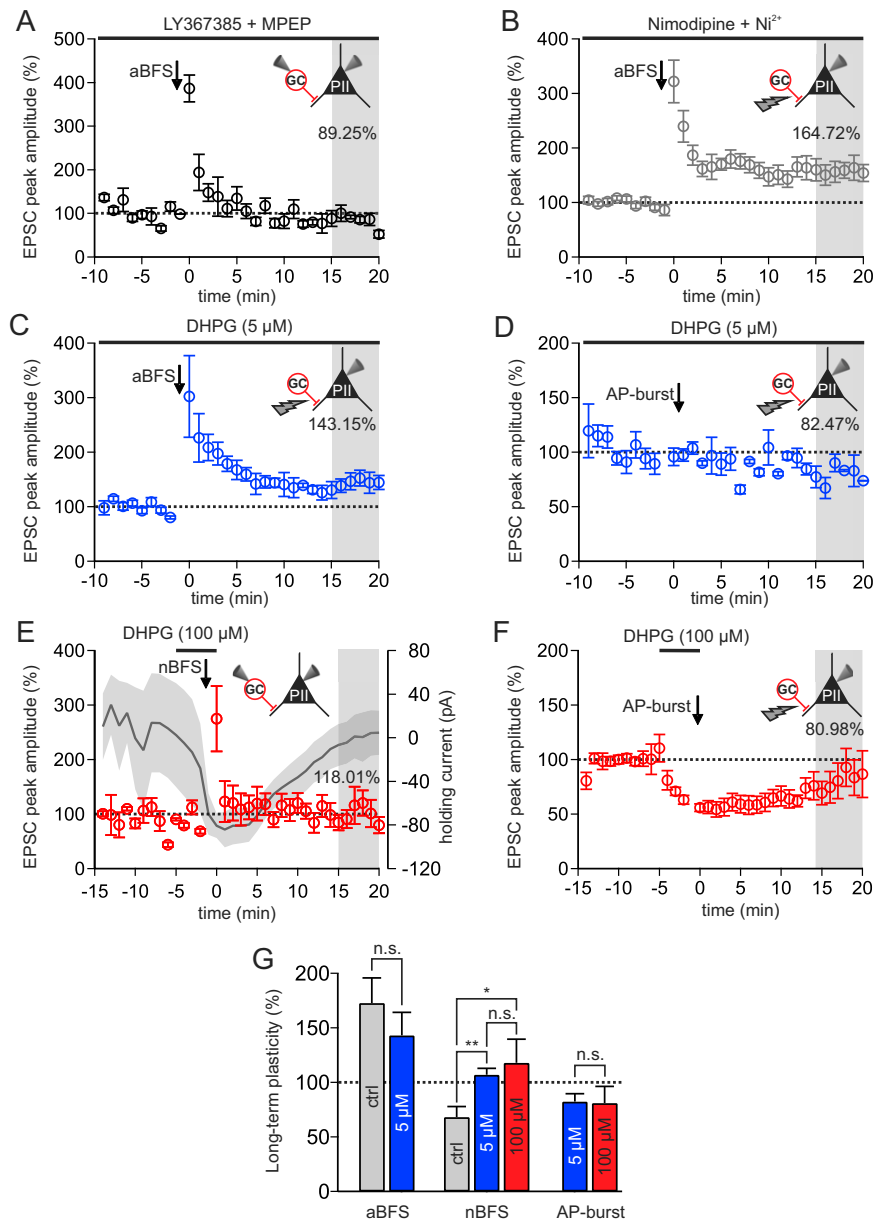 A
LY367385 + MPEP
EPSC peak amplitude (%)
500
400
300
200
100
0
aBFS
GC
PII
89.25%
-10 -5 0 5 10 15 20
time (min)
B
Nimodipine + Ni²⁺
EPSC peak amplitude (%)
400
300
200
100
0
aBFS
GC
PII
164.72%
-10 -5 0 5 10 15 20
time (min)
C
DHPG (5 µM)
EPSC peak amplitude (%)
400
300
200
100
0
aBFS
GC
PII
143.15%
-10 -5 0 5 10 15 20
time (min)
D
DHPG (5 µM)
EPSC peak amplitude (%)
200
150
100
50
0
AP-burst
GC
PII
82.47%
-10 -5 0 5 10 15 20
time (min)
E
DHPG (100 µM)
EPSC peak amplitude (%)
400
300
200
100
0
nBFS
GC
PII
118.01%
80
40
0
-40
-80
-120
holding current (pA)
-15 -10 -5 0 5 10 15 20
time (min)
F
DHPG (100 µM)
EPSC peak amplitude (%)
200
150
100
50
0
AP-burst
GC
PII
80.98%
-15 -10 -5 0 5 10 15 20
time (min)
G
Long-term plasticity (%)
200
150
100
50
0
n.s.
ctrl
5 µM
*
n.s.
**
ctrl
5 µM
100 µM
n.s.
5 µM
100 µM
aBFS nBFS AP-burst